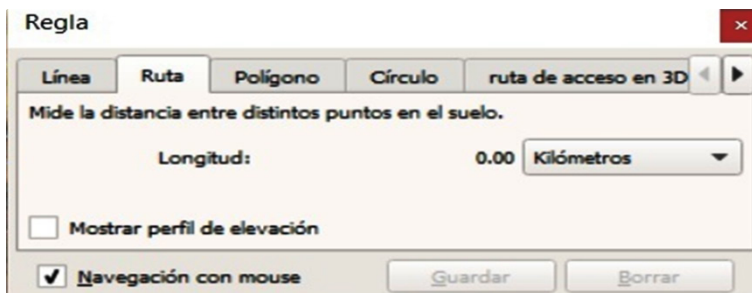 Regla
Línea Ruta Polígono Círculo ruta de acceso en 3D
Mide la distancia entre distintos puntos en el suelo.
Longitud: 0.00 Kilómetros
Mostrar perfil de elevación
Navegación con mouse Guardar Borrar